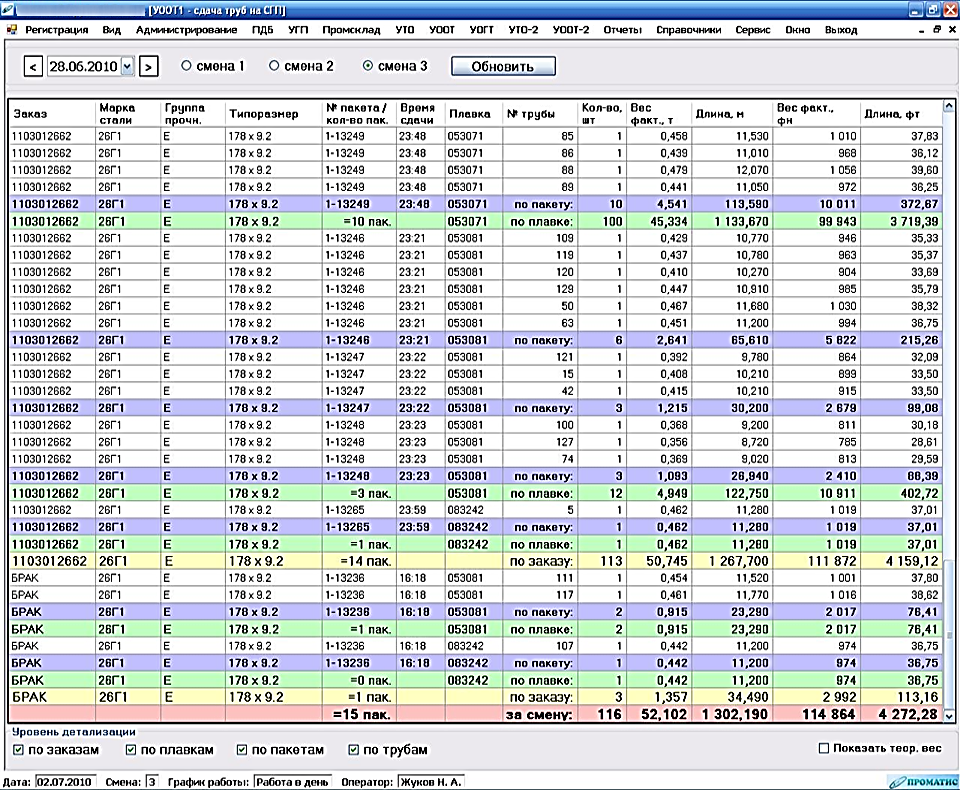 [УООТ1 - сдача труб на СГП]
Регистрация Вид Администрирование ПДБ УГП Промсклад УТО УООТ УОГТ УТО-2 УООТ-2 Отчеты Справочники Сервис Окно Выход
< 28.06.2010 > смена 1 смена 2 смена 3 Обновить
Заказ Марка стали Группа прочн. Типоразмер № пакета / кол-во пак. Время сдачи Плавка № трубы Кол-во, шт Вес факт., т Длина, м Вес факт., фн Длина, фт
1103012662 26Г1 Е 178 x 9.2 1-13249 23:48 053071 85 1 0,458 11,530 1 010 37,83
1103012662 26Г1 Е 178 x 9.2 1-13249 23:48 053071 86 1 0,439 11,010 968 36,12
1103012662 26Г1 Е 178 x 9.2 1-13249 23:48 053071 88 1 0,479 12,070 1 056 39,60
1103012662 26Г1 Е 178 x 9.2 1-13249 23:48 053071 89 1 0,441 11,050 972 36,25
1103012662 26Г1 Е 178 x 9.2 1-13249 23:48 053071 по пакету: 10 4,541 113,590 10 011 372,67
1103012662 26Г1 Е 178 x 9.2 =10 пак. 053071 по плавке: 100 45,334 1 133,670 99 943 3 719,39
1103012662 26Г1 Е 178 x 9.2 1-13246 23:21 053081 109 1 0,429 10,770 946 35,33
1103012662 26Г1 Е 178 x 9.2 1-13246 23:21 053081 119 1 0,437 10,780 963 35,37
1103012662 26Г1 Е 178 x 9.2 1-13246 23:21 053081 120 1 0,410 10,270 904 33,69
1103012662 26Г1 Е 178 x 9.2 1-13246 23:21 053081 129 1 0,447 10,910 985 35,79
1103012662 26Г1 Е 178 x 9.2 1-13246 23:21 053081 50 1 0,467 11,680 1 030 38,32
1103012662 26Г1 Е 178 x 9.2 1-13246 23:21 053081 63 1 0,451 11,200 994 36,75
1103012662 26Г1 Е 178 x 9.2 1-13246 23:21 053081 по пакету: 6 2,641 65,610 5 822 215,26
1103012662 26Г1 Е 178 x 9.2 1-13247 23:22 053081 121 1 0,392 9,780 864 32,09
1103012662 26Г1 Е 178 x 9.2 1-13247 23:22 053081 15 1 0,408 10,210 899 33,50
1103012662 26Г1 Е 178 x 9.2 1-13247 23:22 053081 42 1 0,415 10,210 915 33,50
1103012662 26Г1 Е 178 x 9.2 1-13247 23:22 053081 по пакету: 3 1,215 30,200 2 679 99,08
1103012662 26Г1 Е 178 x 9.2 1-13248 23:23 053081 100 1 0,368 9,200 811 30,18
1103012662 26Г1 Е 178 x 9.2 1-13248 23:23 053081 127 1 0,356 8,720 785 28,61
1103012662 26Г1 Е 178 x 9.2 1-13248 23:23 053081 74 1 0,369 9,020 813 29,59
1103012662 26Г1 Е 178 x 9.2 1-13248 23:23 053081 по пакету: 3 1,093 26,940 2 410 88,39
1103012662 26Г1 Е 178 x 9.2 =3 пак. 053081 по плавке: 12 4,949 122,750 10 911 402,72
1103012662 26Г1 Е 178 x 9.2 1-13265 23:59 083242 5 1 0,462 11,280 1 019 37,01
1103012662 26Г1 Е 178 x 9.2 1-13265 23:59 083242 по пакету: 1 0,462 11,280 1 019 37,01
1103012662 26Г1 Е 178 x 9.2 =1 пак. 083242 по плавке: 1 0,462 11,280 1 019 37,01
1103012662 26Г1 Е 178 x 9.2 =14 пак. по заказу: 113 50,745 1 267,700 111 872 4 159,12
БРАК 26Г1 Е 178 x 9.2 1-13236 16:18 053081 111 1 0,454 11,520 1 001 37,80
БРАК 26Г1 Е 178 x 9.2 1-13236 16:18 053081 117 1 0,461 11,770 1 016 38,62
БРАК 26Г1 Е 178 x 9.2 1-13236 16:18 053081 по пакету: 2 0,915 23,290 2 017 76,41
БРАК 26Г1 Е 178 x 9.2 =1 пак. 053081 по плавке: 2 0,915 23,290 2 017 76,41
БРАК 26Г1 Е 178 x 9.2 1-13236 16:18 083242 107 1 0,442 11,200 974 36,75
БРАК 26Г1 Е 178 x 9.2 1-13236 16:18 083242 по пакету: 1 0,442 11,200 974 36,75
БРАК 26Г1 Е 178 x 9.2 =0 пак. 083242 по плавке: 1 0,442 11,200 974 36,75
БРАК 26Г1 Е 178 x 9.2 =1 пак. по заказу: 3 1,357 34,490 2 992 113,16
=15 пак. за смену: 116 52,102 1 302,190 114 864 4 272,28
Уровень детализации
по заказам по плавкам по пакетам по трубам Показать теор. вес
Дата: 02.07.2010 Смена: 3 График работы: Работа в день Оператор: Жуков Н. А. ПРОМАТИС